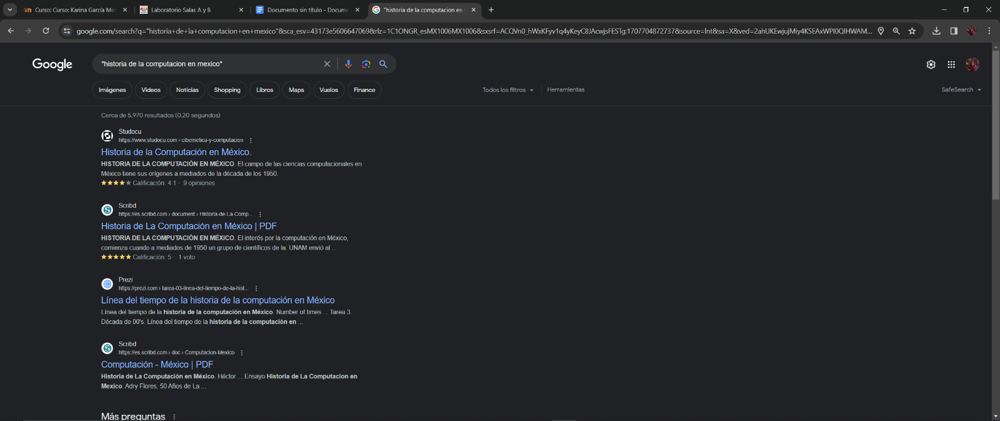 Curso: Curso: Karina García Mo
Laboratorio Salas A y B
Documento sin título - Docume
"historia de la computacion en
google.com/search?q="historia+de+la+computacion+en+mexico"&sca_esv=43173e5606647069&rlz=1C1ONGR_esMX1006MX1006&sxsrf=ACQVn0_hWxKFyv1q4yKeyC8JAcwjsFESTg:1707704872737&source=lnt&sa=X&ved=2ahUKEwjujMiy4KSEAxWPl0QIHWAM...
Google
"historia de la computacion en mexico"
Imágenes
Videos
Noticias
Shopping
Libros
Maps
Vuelos
Finance
Todos los filtros
Herramientas
SafeSearch
Cerca de 5,970 resultados (0.20 segundos)
Studocu
https://www.studocu.com › cibernetica-y-computacion
Historia de la Computación en México.
HISTORIA DE LA COMPUTACIÓN EN MÉXICO. El campo de las ciencias computacionales en
México tiene sus orígenes a mediados de la década de los 1950.
Calificación: 4.1 · 9 opiniones
Scribd
https://es.scribd.com › document › Historia-de-La-Comp...
Historia de La Computación en México | PDF
HISTORIA DE LA COMPUTACIÓN EN MÉXICO. El interés por la computación en México,
comienza cuando a mediados de 1950 un grupo de científicos de la. UNAM envió al ...
Calificación: 5 · 1 voto
Prezi
https://prezi.com › tarea-03-linea-del-tiempo-de-la-hist...
Línea del tiempo de la historia de la computación en México
Línea del tiempo de la historia de la computación en México. Number of times ... Tarea 3.
Década de 00's. Línea del tiempo de la historia de la computación en ...
Scribd
https://es.scribd.com › doc › Computacion-Mexico
Computación - México | PDF
Historia de La Computación en México. Héctor ... Ensayo Historia de La Computacion en
Mexico. Adry Flores. 50 Años de La ...
Más preguntas